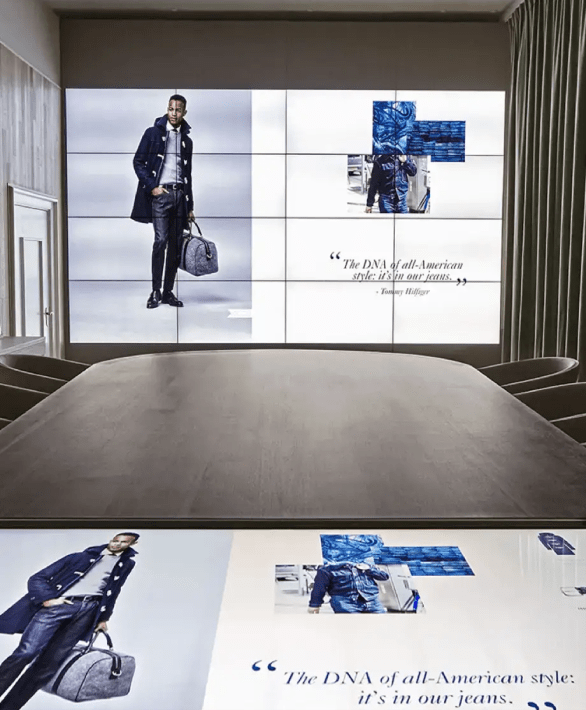 “The DNA of all-American
style: it's in our jeans.”
- Tommy Hilfiger
“The DNA of all-American style:
it's in our jeans.”